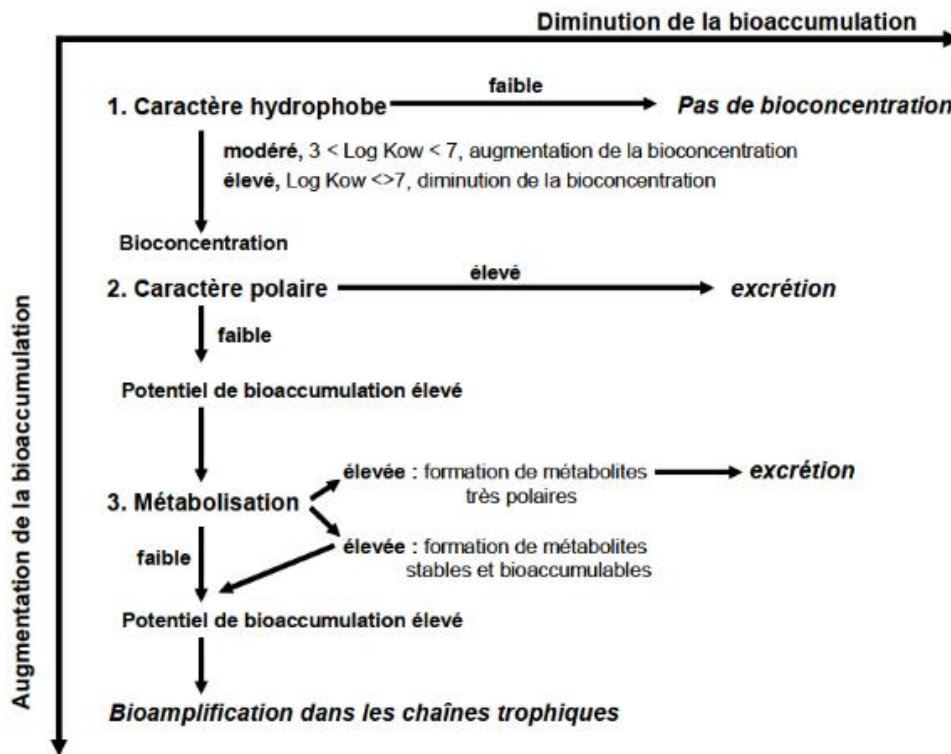 Diminution de la bioaccumulation
faible
1. Caractère hydrophobe
Pas de bioconcentration
modéré, 3 < Log Kow < 7, augmentation de la bioconcentration
élevé, Log Kow <>7, diminution de la bioconcentration
Bioconcentration
élevé
2. Caractère polaire
excrétion
faible
Potentiel de bioaccumulation élevé
élevée : formation de métabolites
très polaires
excrétion
3. Métabolisation
faible
élevée : formation de métabolites
stables et bioaccumulables
Potentiel de bioaccumulation élevé
Bioamplification dans les chaînes trophiques
Augmentation de la bioaccumulation